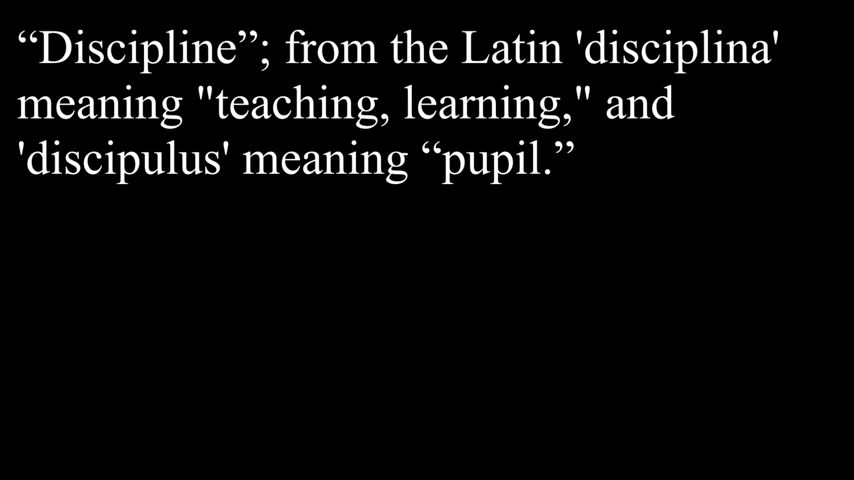 “Discipline”; from the Latin 'disciplina'
meaning "teaching, learning," and
'discipulus' meaning “pupil.”